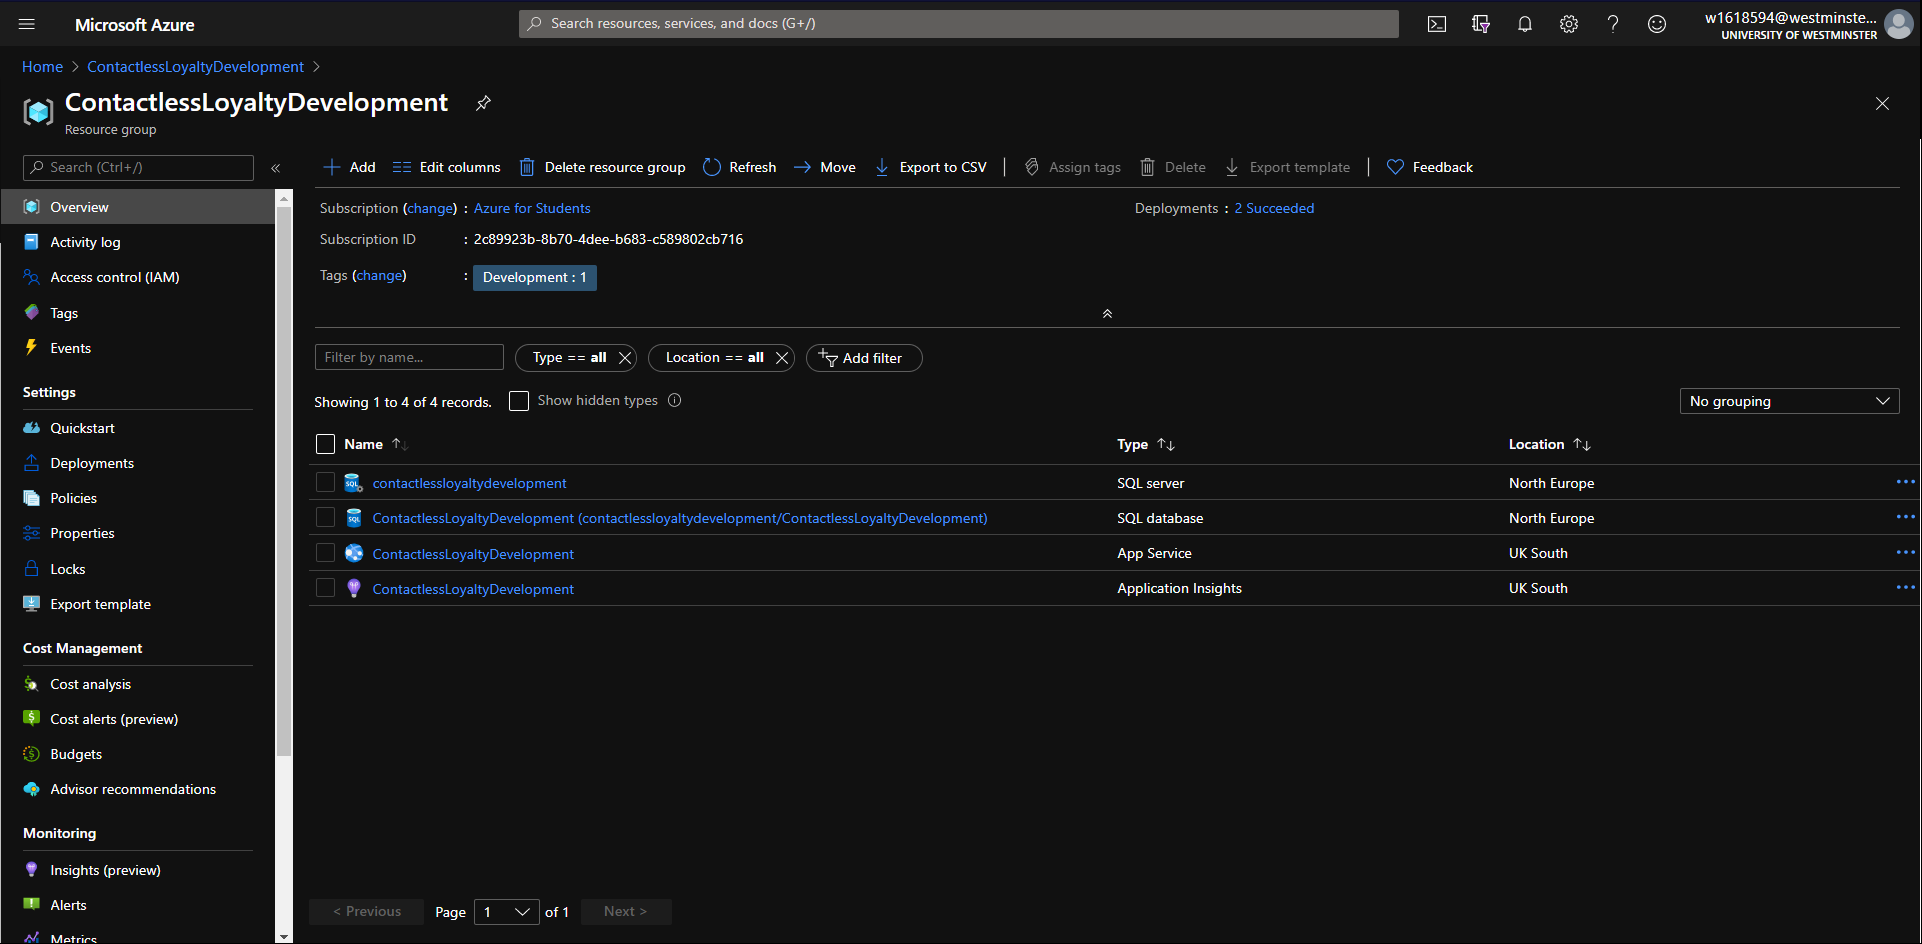 Microsoft Azure
Search resources, services, and docs (G+/)
w1618594@westminste...
UNIVERSITY OF WESTMINSTER
Home > ContactlessLoyaltyDevelopment >
ContactlessLoyaltyDevelopment
Resource group
Search (Ctrl+/)
«
Overview
Activity log
Access control (IAM)
Tags
Events
Settings
Quickstart
Deployments
Policies
Properties
Locks
Export template
Cost Management
Cost analysis
Cost alerts (preview)
Budgets
Advisor recommendations
Monitoring
Insights (preview)
Alerts
Metrics
Add Edit columns Delete resource group Refresh Move Export to CSV Assign tags Delete Export template Feedback
Subscription (change) : Azure for Students
Deployments : 2 Succeeded
Subscription ID : 2c89923b-8b70-4dee-b683-c589802cb716
Tags (change) : Development : 1
Filter by name... Type == all Location == all Add filter
Showing 1 to 4 of 4 records. Show hidden types No grouping
Name Type Location
contactlessloyaltydevelopment SQL server North Europe
ContactlessLoyaltyDevelopment (contactlessloyaltydevelopment/ContactlessLoyaltyDevelopment) SQL database North Europe
ContactlessLoyaltyDevelopment App Service UK South
ContactlessLoyaltyDevelopment Application Insights UK South
< Previous Page 1 of 1 Next >